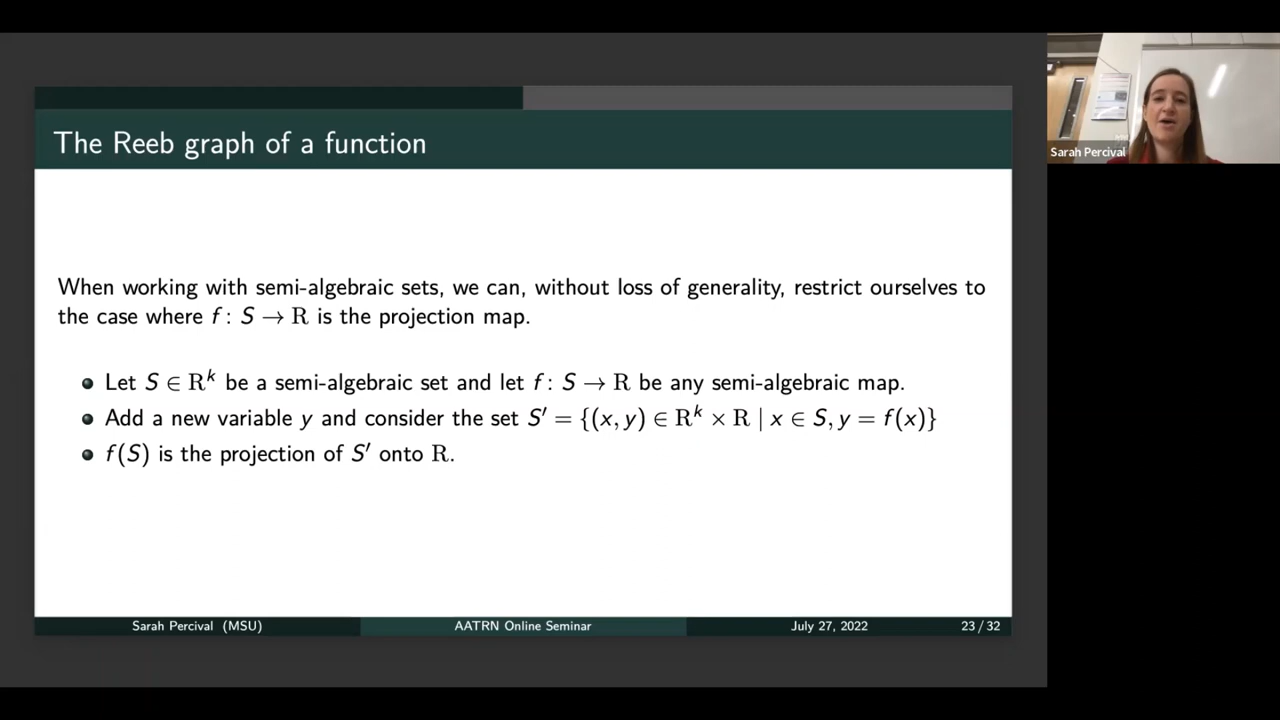 The Reeb graph of a function
Sarah Percival
When working with semi-algebraic sets, we can, without loss of generality, restrict ourselves to
the case where f : S → R is the projection map.
Let S ∈ R^k be a semi-algebraic set and let f : S → R be any semi-algebraic map.
Add a new variable y and consider the set S′ = {(x, y) ∈ R^k × R | x ∈ S, y = f(x)}
f(S) is the projection of S′ onto R.
Sarah Percival (MSU) AATRN Online Seminar July 27, 2022 23 / 32